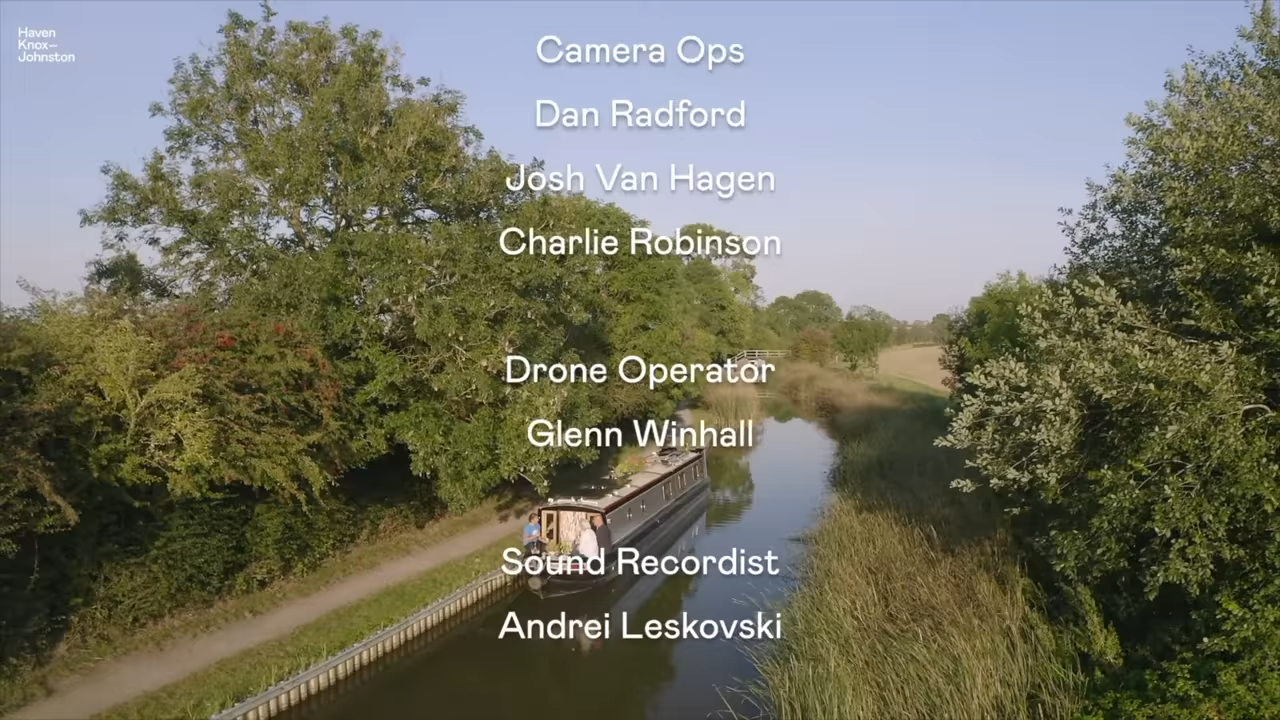 Haven
Knox—
Johnston
Camera Ops
Dan Radford
Josh Van Hagen
Charlie Robinson
Drone Operator
Glenn Winhall
Sound Recordist
Andrei Leskovski